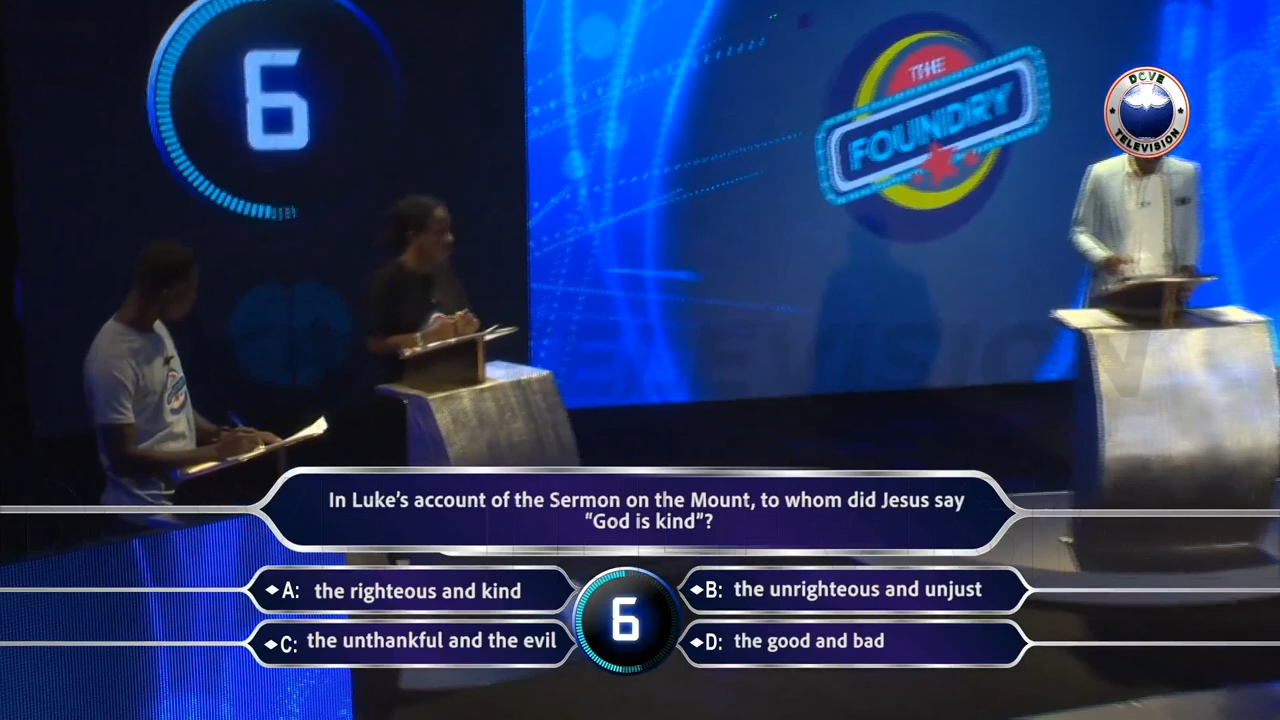 6
THE
FOUNDRY
DOVE
TELEVISION
TELEVISION
In Luke's account of the Sermon on the Mount, to whom did Jesus say
“God is kind”?
A: the righteous and kind
B: the unrighteous and unjust
6
C: the unthankful and the evil
D: the good and bad